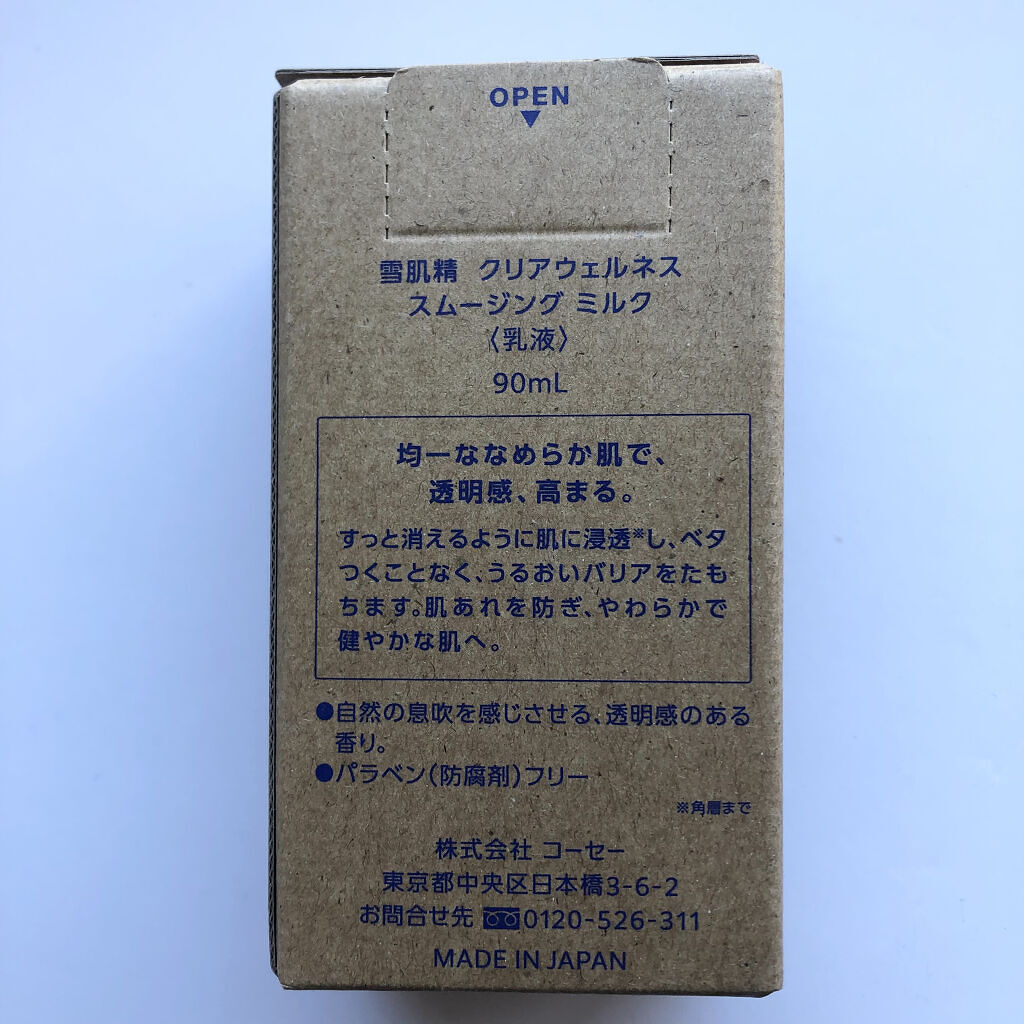 OPEN
▼
雪肌精 クリアウェルネス
スムージング ミルク
〈乳液〉
90mL
均一ななめらか肌で、
透明感、高まる。
すっと消えるように肌に浸透※し、ベタ
つくことなく、うるおいバリアをたも
ちます。肌あれを防ぎ、やわらかで
健やかな肌へ。
●自然の息吹を感じさせる、透明感のある
香り。
●パラベン(防腐剤)フリー
※角層まで
株式会社 コーセー
東京都中央区日本橋3-6-2
お問合せ先 0120-526-311
MADE IN JAPAN